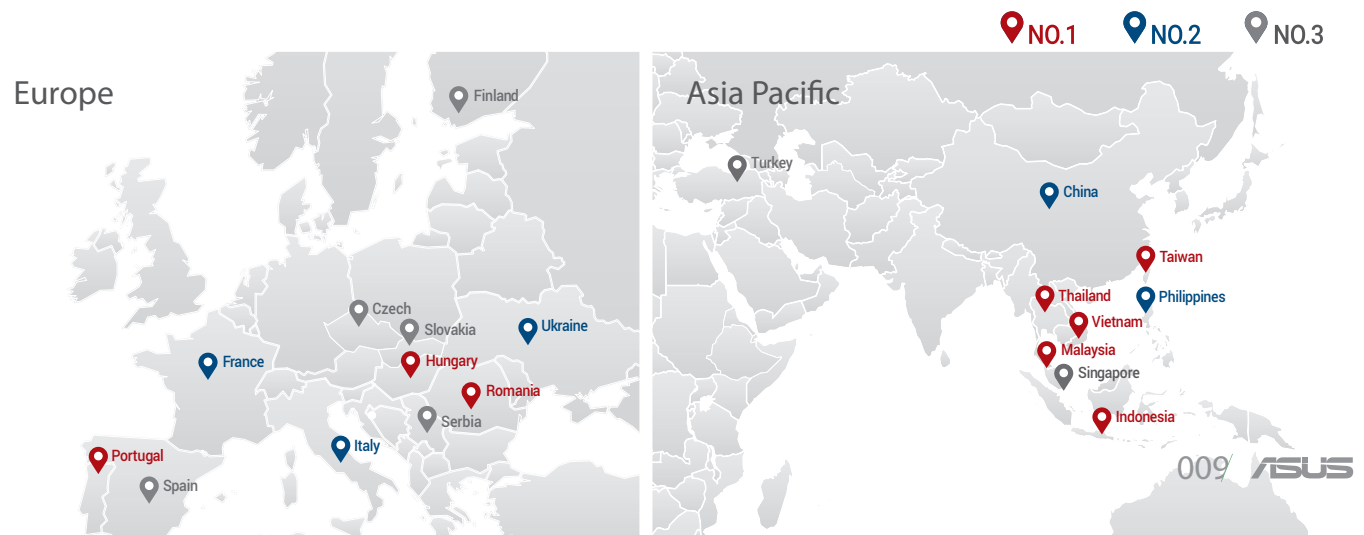 NO.1
NO.2
NO.3
Europe
Finland
Czech
Slovakia
Ukraine
France
Hungary
Romania
Serbia
Italy
Portugal
Spain
Asia Pacific
Turkey
China
Taiwan
Thailand
Philippines
Vietnam
Malaysia
Singapore
Indonesia
009/ ASUS